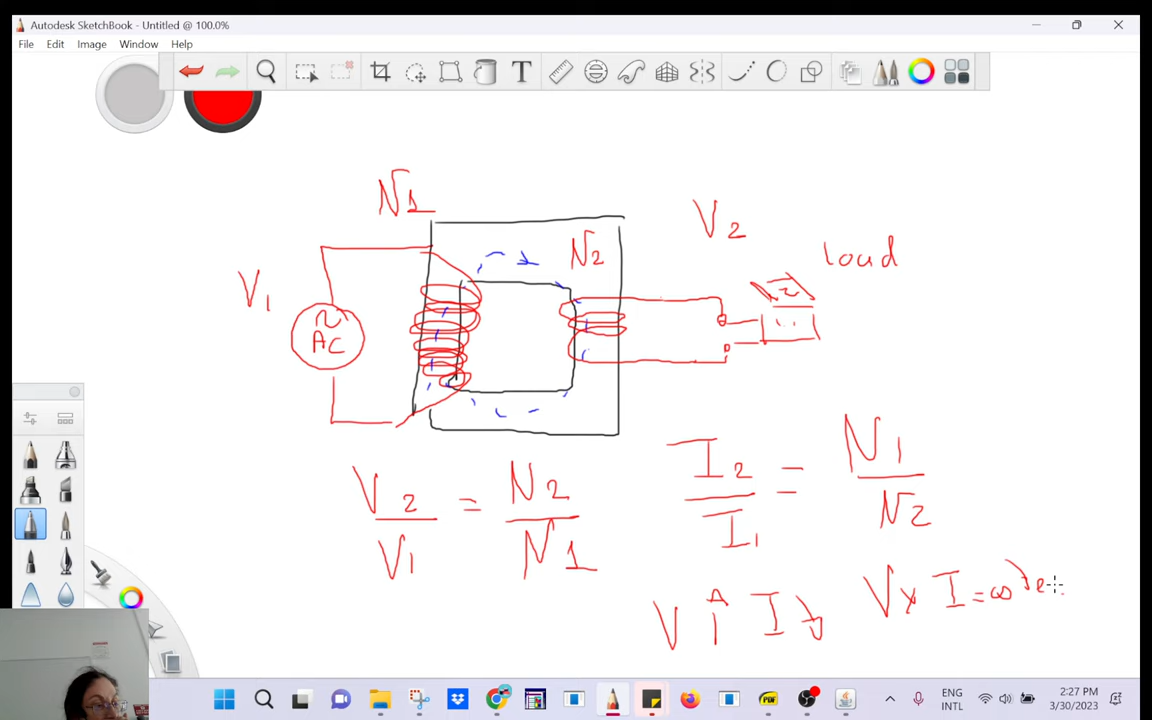 Autodesk SketchBook - Untitled @ 100.0%
File Edit Image Window Help
T
N1
V2
N2
load
V1
AC
V2/V1 = N2/N1
I2/I1 = N1/N2
V ↑ I ↓
V x I =
ENG
INTL
2:27 PM
3/30/2023
PDF